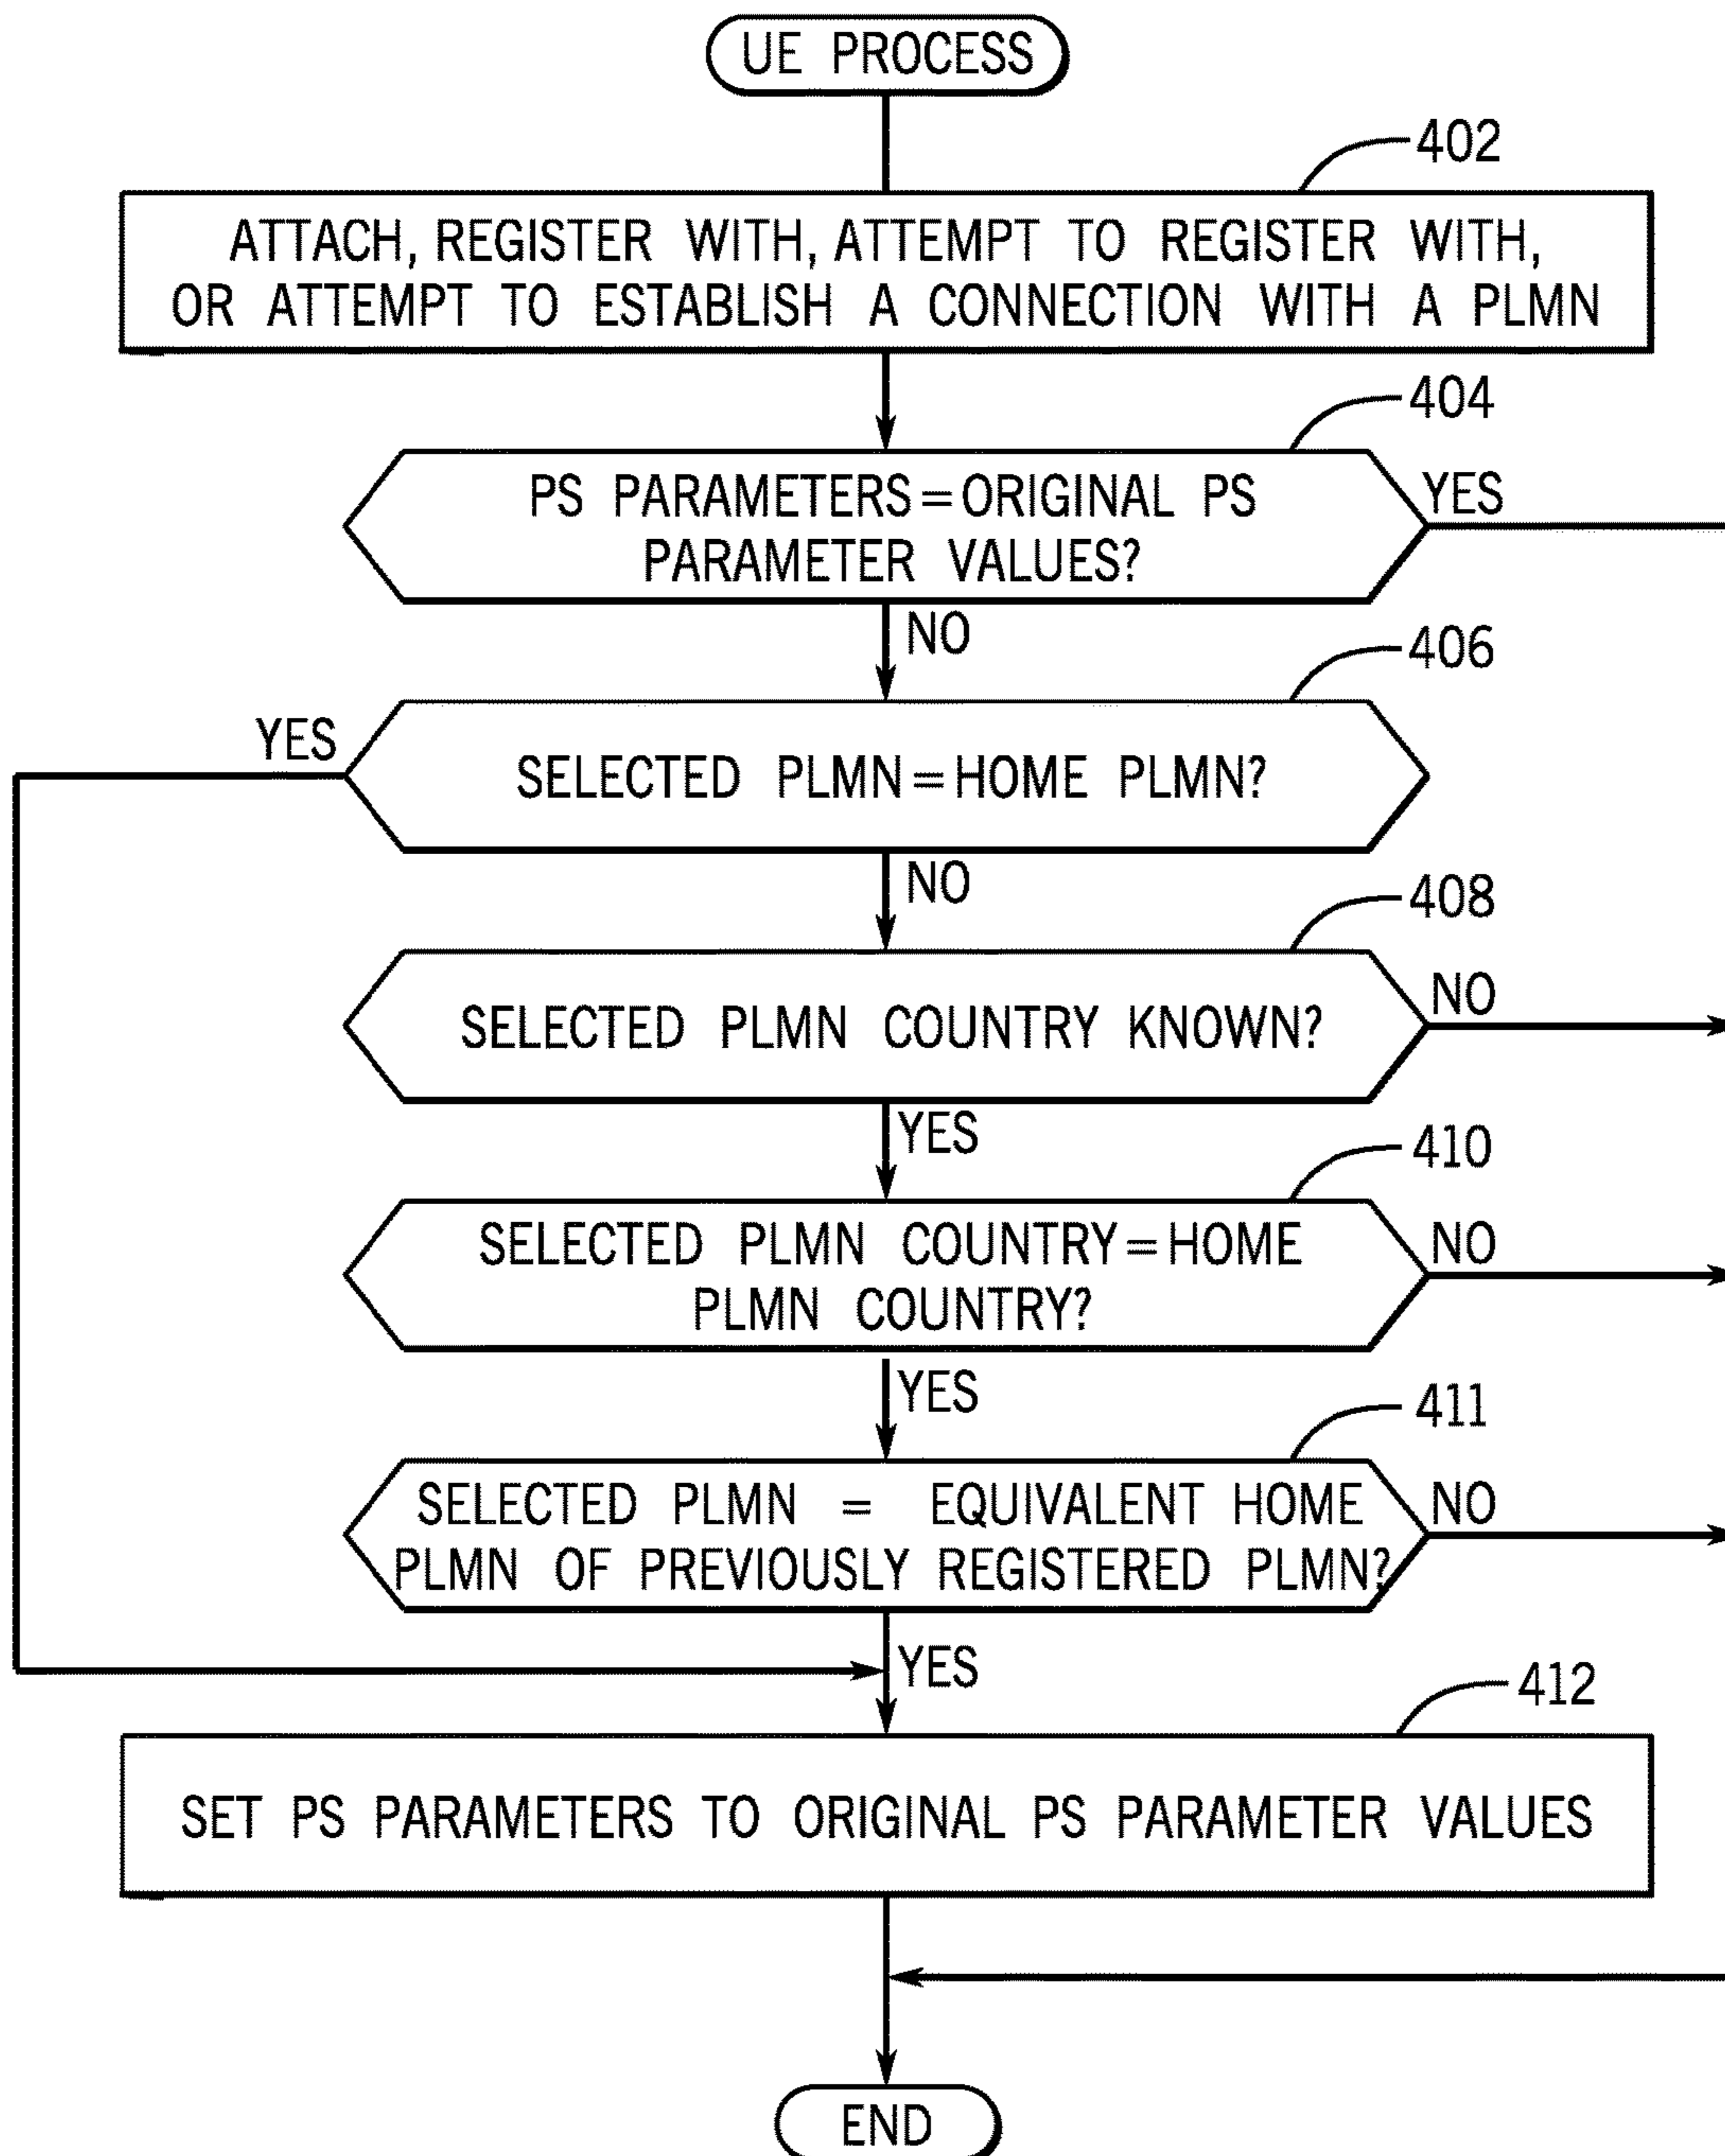 UE PROCESS
402
ATTACH, REGISTER WITH, ATTEMPT TO REGISTER WITH,
OR ATTEMPT TO ESTABLISH A CONNECTION WITH A PLMN
404
PS PARAMETERS=ORIGINAL PS
PARAMETER VALUES?
YES
NO
406
YES
SELECTED PLMN=HOME PLMN?
NO
408
SELECTED PLMN COUNTRY KNOWN?
NO
YES
410
SELECTED PLMN COUNTRY=HOME
PLMN COUNTRY?
NO
YES
411
SELECTED PLMN = EQUIVALENT HOME
PLMN OF PREVIOUSLY REGISTERED PLMN?
NO
YES
412
SET PS PARAMETERS TO ORIGINAL PS PARAMETER VALUES
END